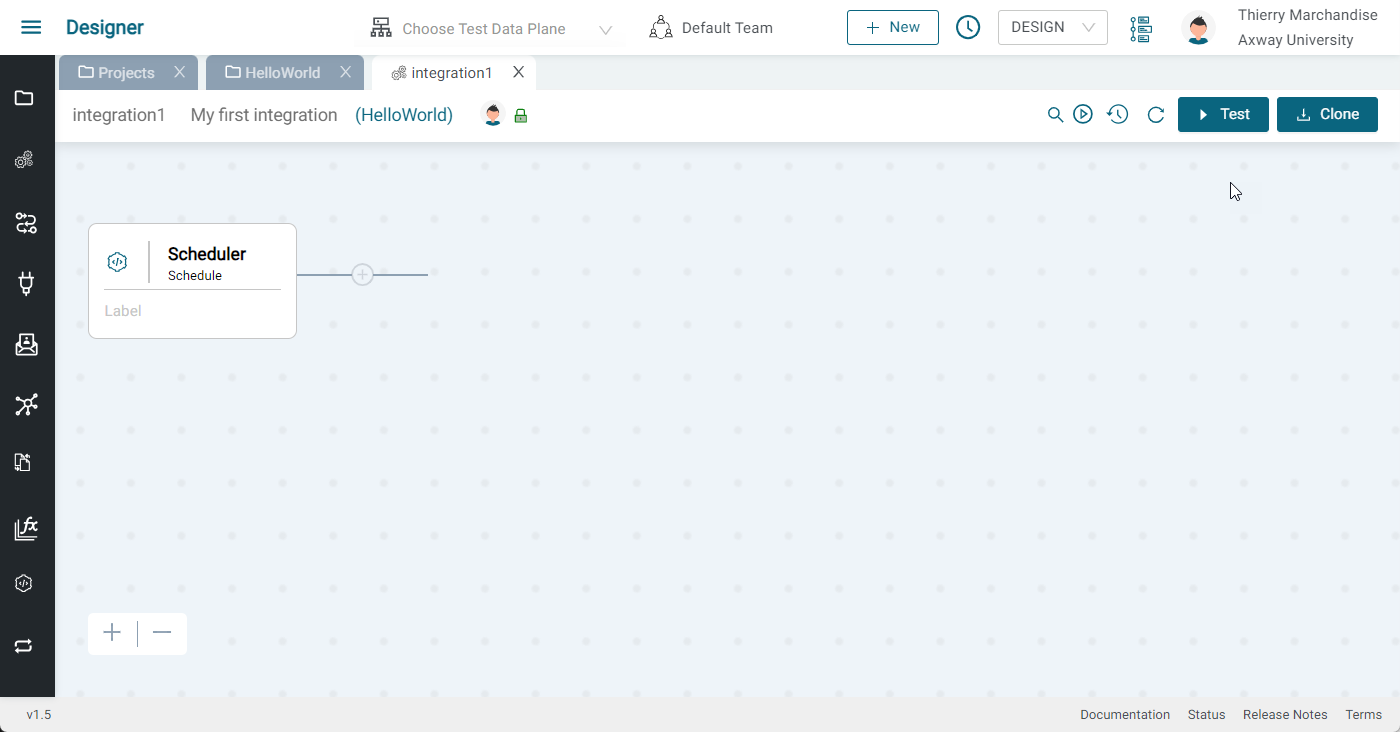 Designer
Choose Test Data Plane
Default Team
New
DESIGN
Thierry Marchandise
Axway University
Projects
HelloWorld
integration1
integration1 My first integration (HelloWorld)
Test
Clone
Scheduler
Schedule
Label
fx
v1.5
Documentation Status Release Notes Terms